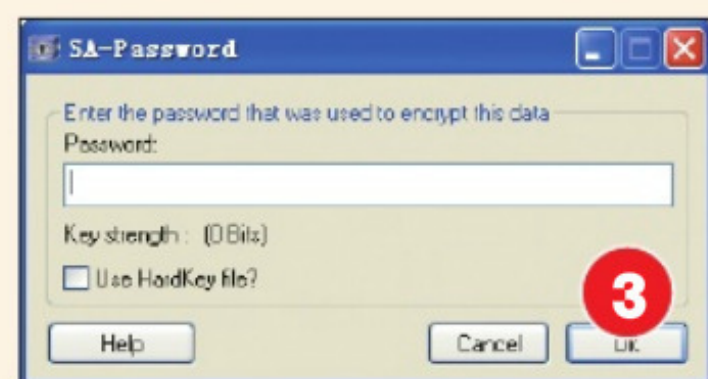 SA-Password
Enter the password that was used to encrypt this data
Password:
Key strength : (0 Bits)
Use HardKey file?
3
Help
Cancel
OK